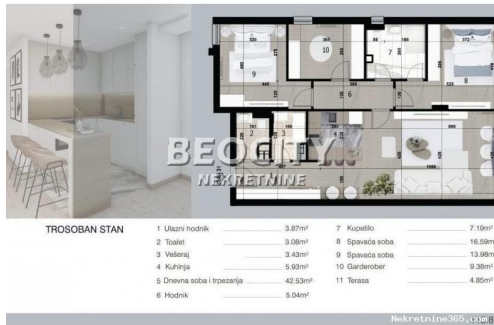 BEOCITY
NEKRETNINE
TROSOBAN STAN
1 Ulazni hodnik 3.87m²
2 Toalet 3.08m²
3 Vešeraj 3.43m²
4 Kuhinja 5.93m²
5 Dnevna soba i trpezarija 42.53m²
6 Hodnik 5.04m²
7 Kupatilo 7.19m²
8 Spavaća soba 16.59m²
9 Spavaća soba 13.98m²
10 Garderober 9.38m²
11 Terasa 4.85m²
Nekretnine365.com